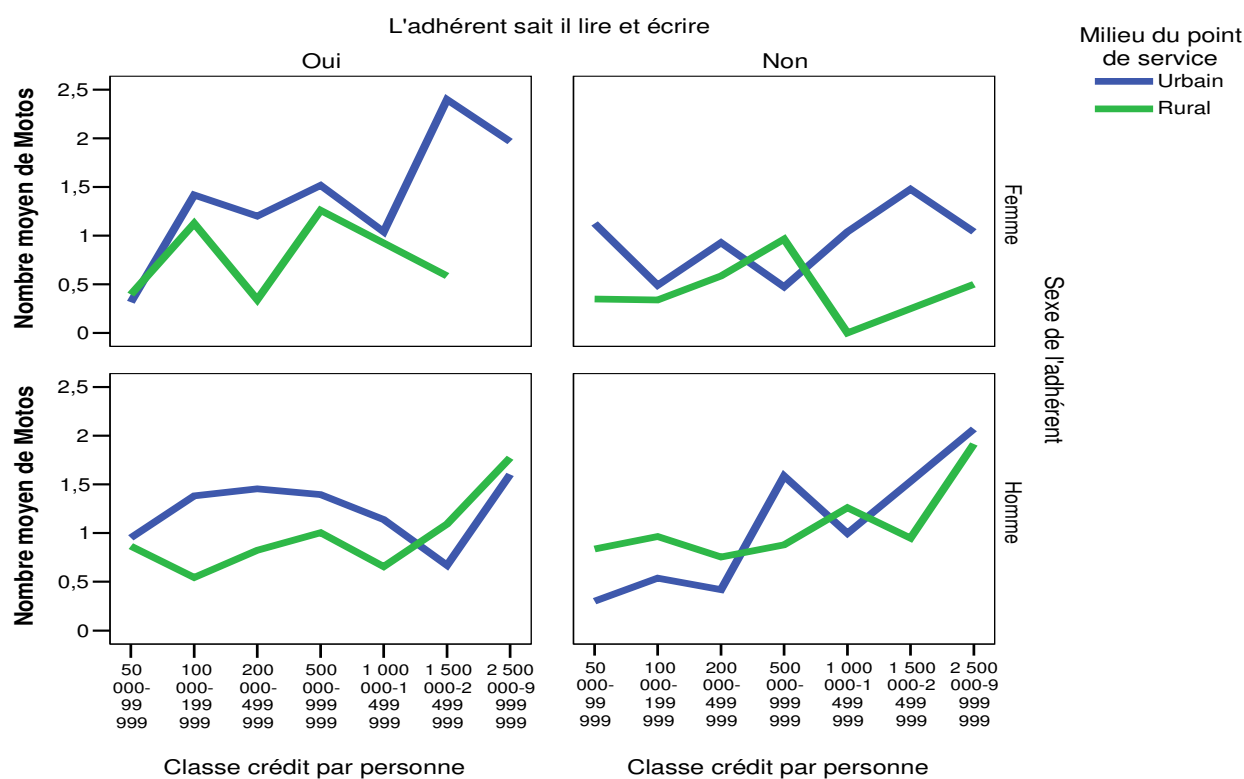 L'adhérent sait il lire et écrire
Oui
Non
Milieu du point
de service
Urbain
Rural
Nombre moyen de Motos
2,5
2
1,5
1
0,5
0
Femme
Nombre moyen de Motos
2,5
2
1,5
1
0,5
0
Homme
Sexe de l'adhérent
50 100 200 500 1 000 1 500 2 500
000- 000- 000- 000- 000-1 000-2 000-9
99 199 499 999 499 499 999
999 999 999 999 999 999 999
50 100 200 500 1 000 1 500 2 500
000- 000- 000- 000- 000-1 000-2 000-9
99 199 499 999 499 499 999
999 999 999 999 999 999 999
Classe crédit par personne
Classe crédit par personne